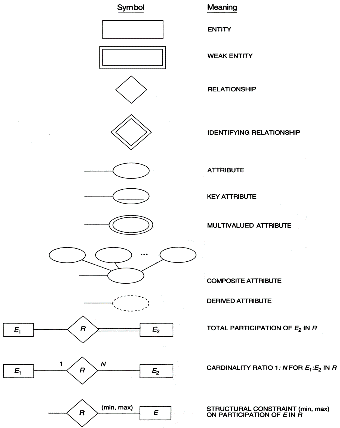 Symbol Meaning
ENTITY
WEAK ENTITY
RELATIONSHIP
IDENTIFYING RELATIONSHIP
ATTRIBUTE
KEY ATTRIBUTE
MULTIVALUED ATTRIBUTE
...
COMPOSITE ATTRIBUTE
DERIVED ATTRIBUTE
E1 R E2 TOTAL PARTICIPATION OF E2 IN R
E1 1 R N E2 CARDINALITY RATIO 1: N FOR E1:E2 IN R
R (min, max) E STRUCTURAL CONSTRAINT (min, max)
ON PARTICIPATION OF E IN R